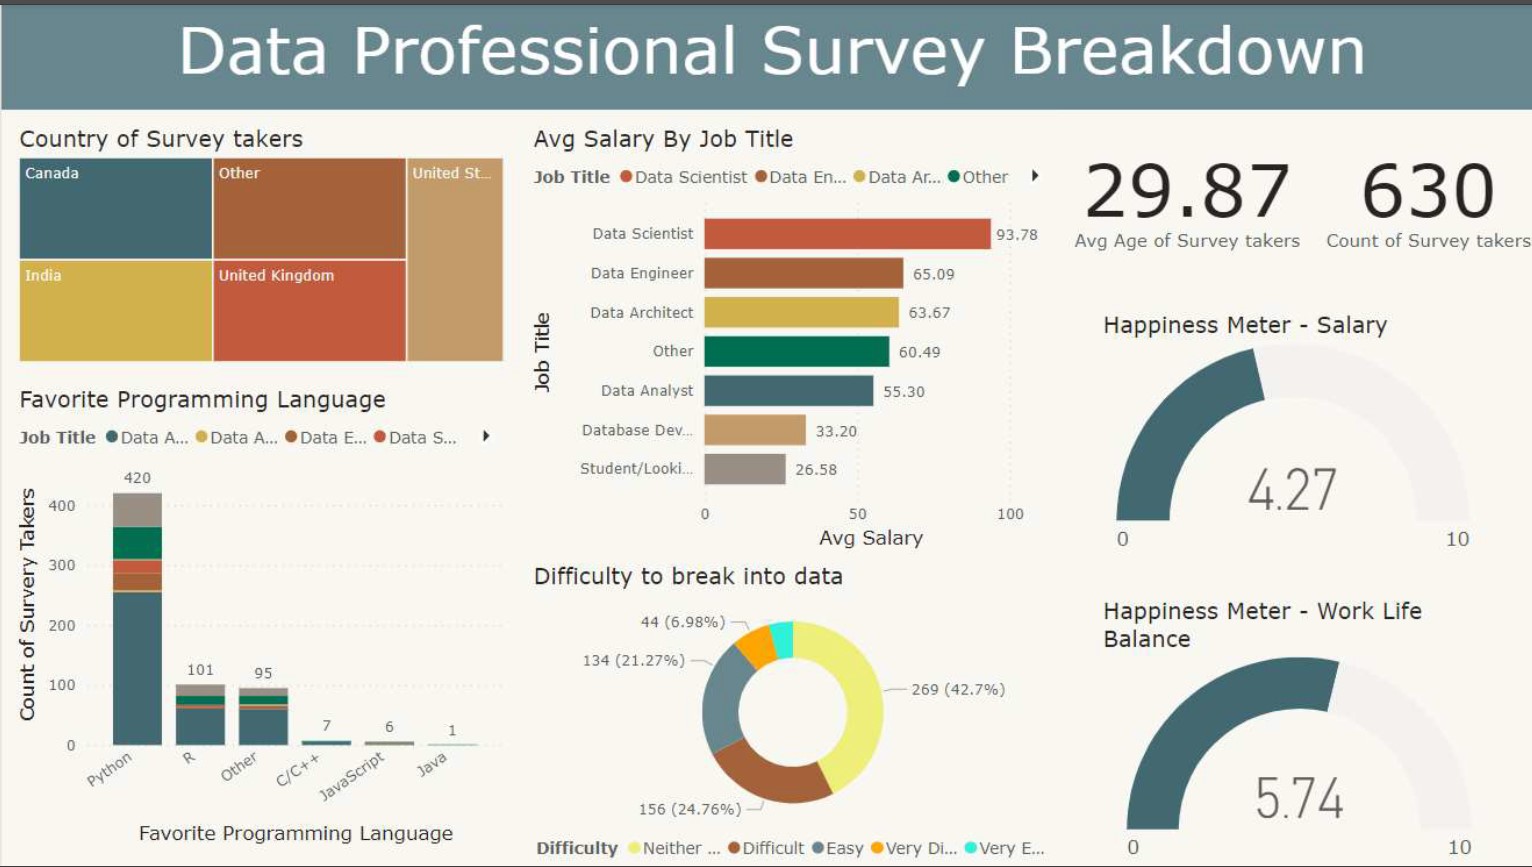 Data Professional Survey Breakdown
Country of Survey takers
Canada
Other
United St...
India
United Kingdom
Favorite Programming Language
Job Title Data A... Data A... Data E... Data S...
Count of Survery Takers
400
300
200
100
0
420
101
95
7
6
1
Python
R
Other
C/C++
JavaScript
Java
Favorite Programming Language
Avg Salary By Job Title
Job Title Data Scientist Data En... Data Ar... Other
Job Title
Data Scientist 93.78
Data Engineer 65.09
Data Architect 63.67
Other 60.49
Data Analyst 55.30
Database Dev... 33.20
Student/Looki... 26.58
0 50 100
Avg Salary
Difficulty to break into data
44 (6.98%)
134 (21.27%)
269 (42.7%)
156 (24.76%)
Difficulty Neither ... Difficult Easy Very Di... Very E...
29.87
Avg Age of Survey takers
630
Count of Survey takers
Happiness Meter - Salary
4.27
0 10
Happiness Meter - Work Life
Balance
5.74
0 10